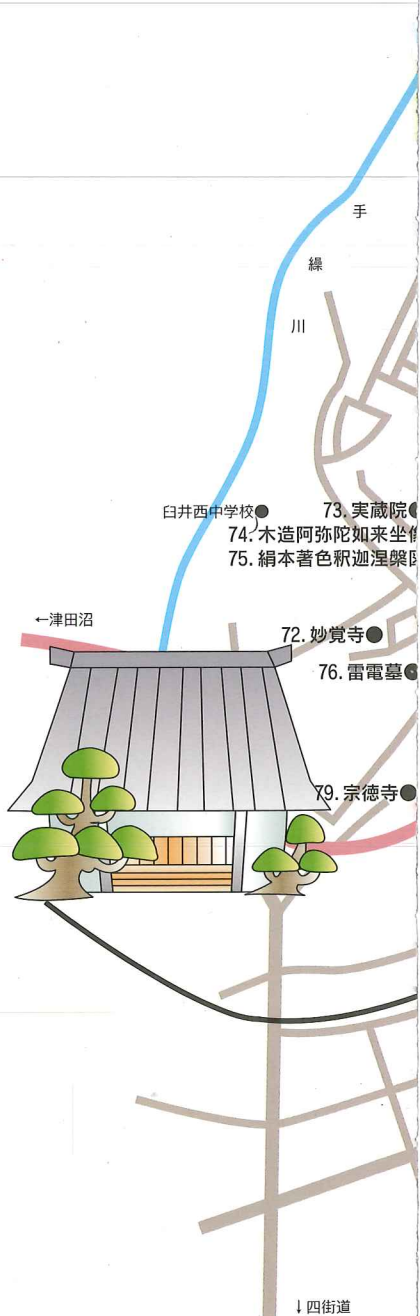 手
繰
川
臼井西中学校
73. 実蔵院
74. 木造阿弥陀如来坐像
75. 絹本著色釈迦涅槃図
←津田沼
72. 妙覚寺
76. 雷電墓
79. 宗徳寺
↓四街道